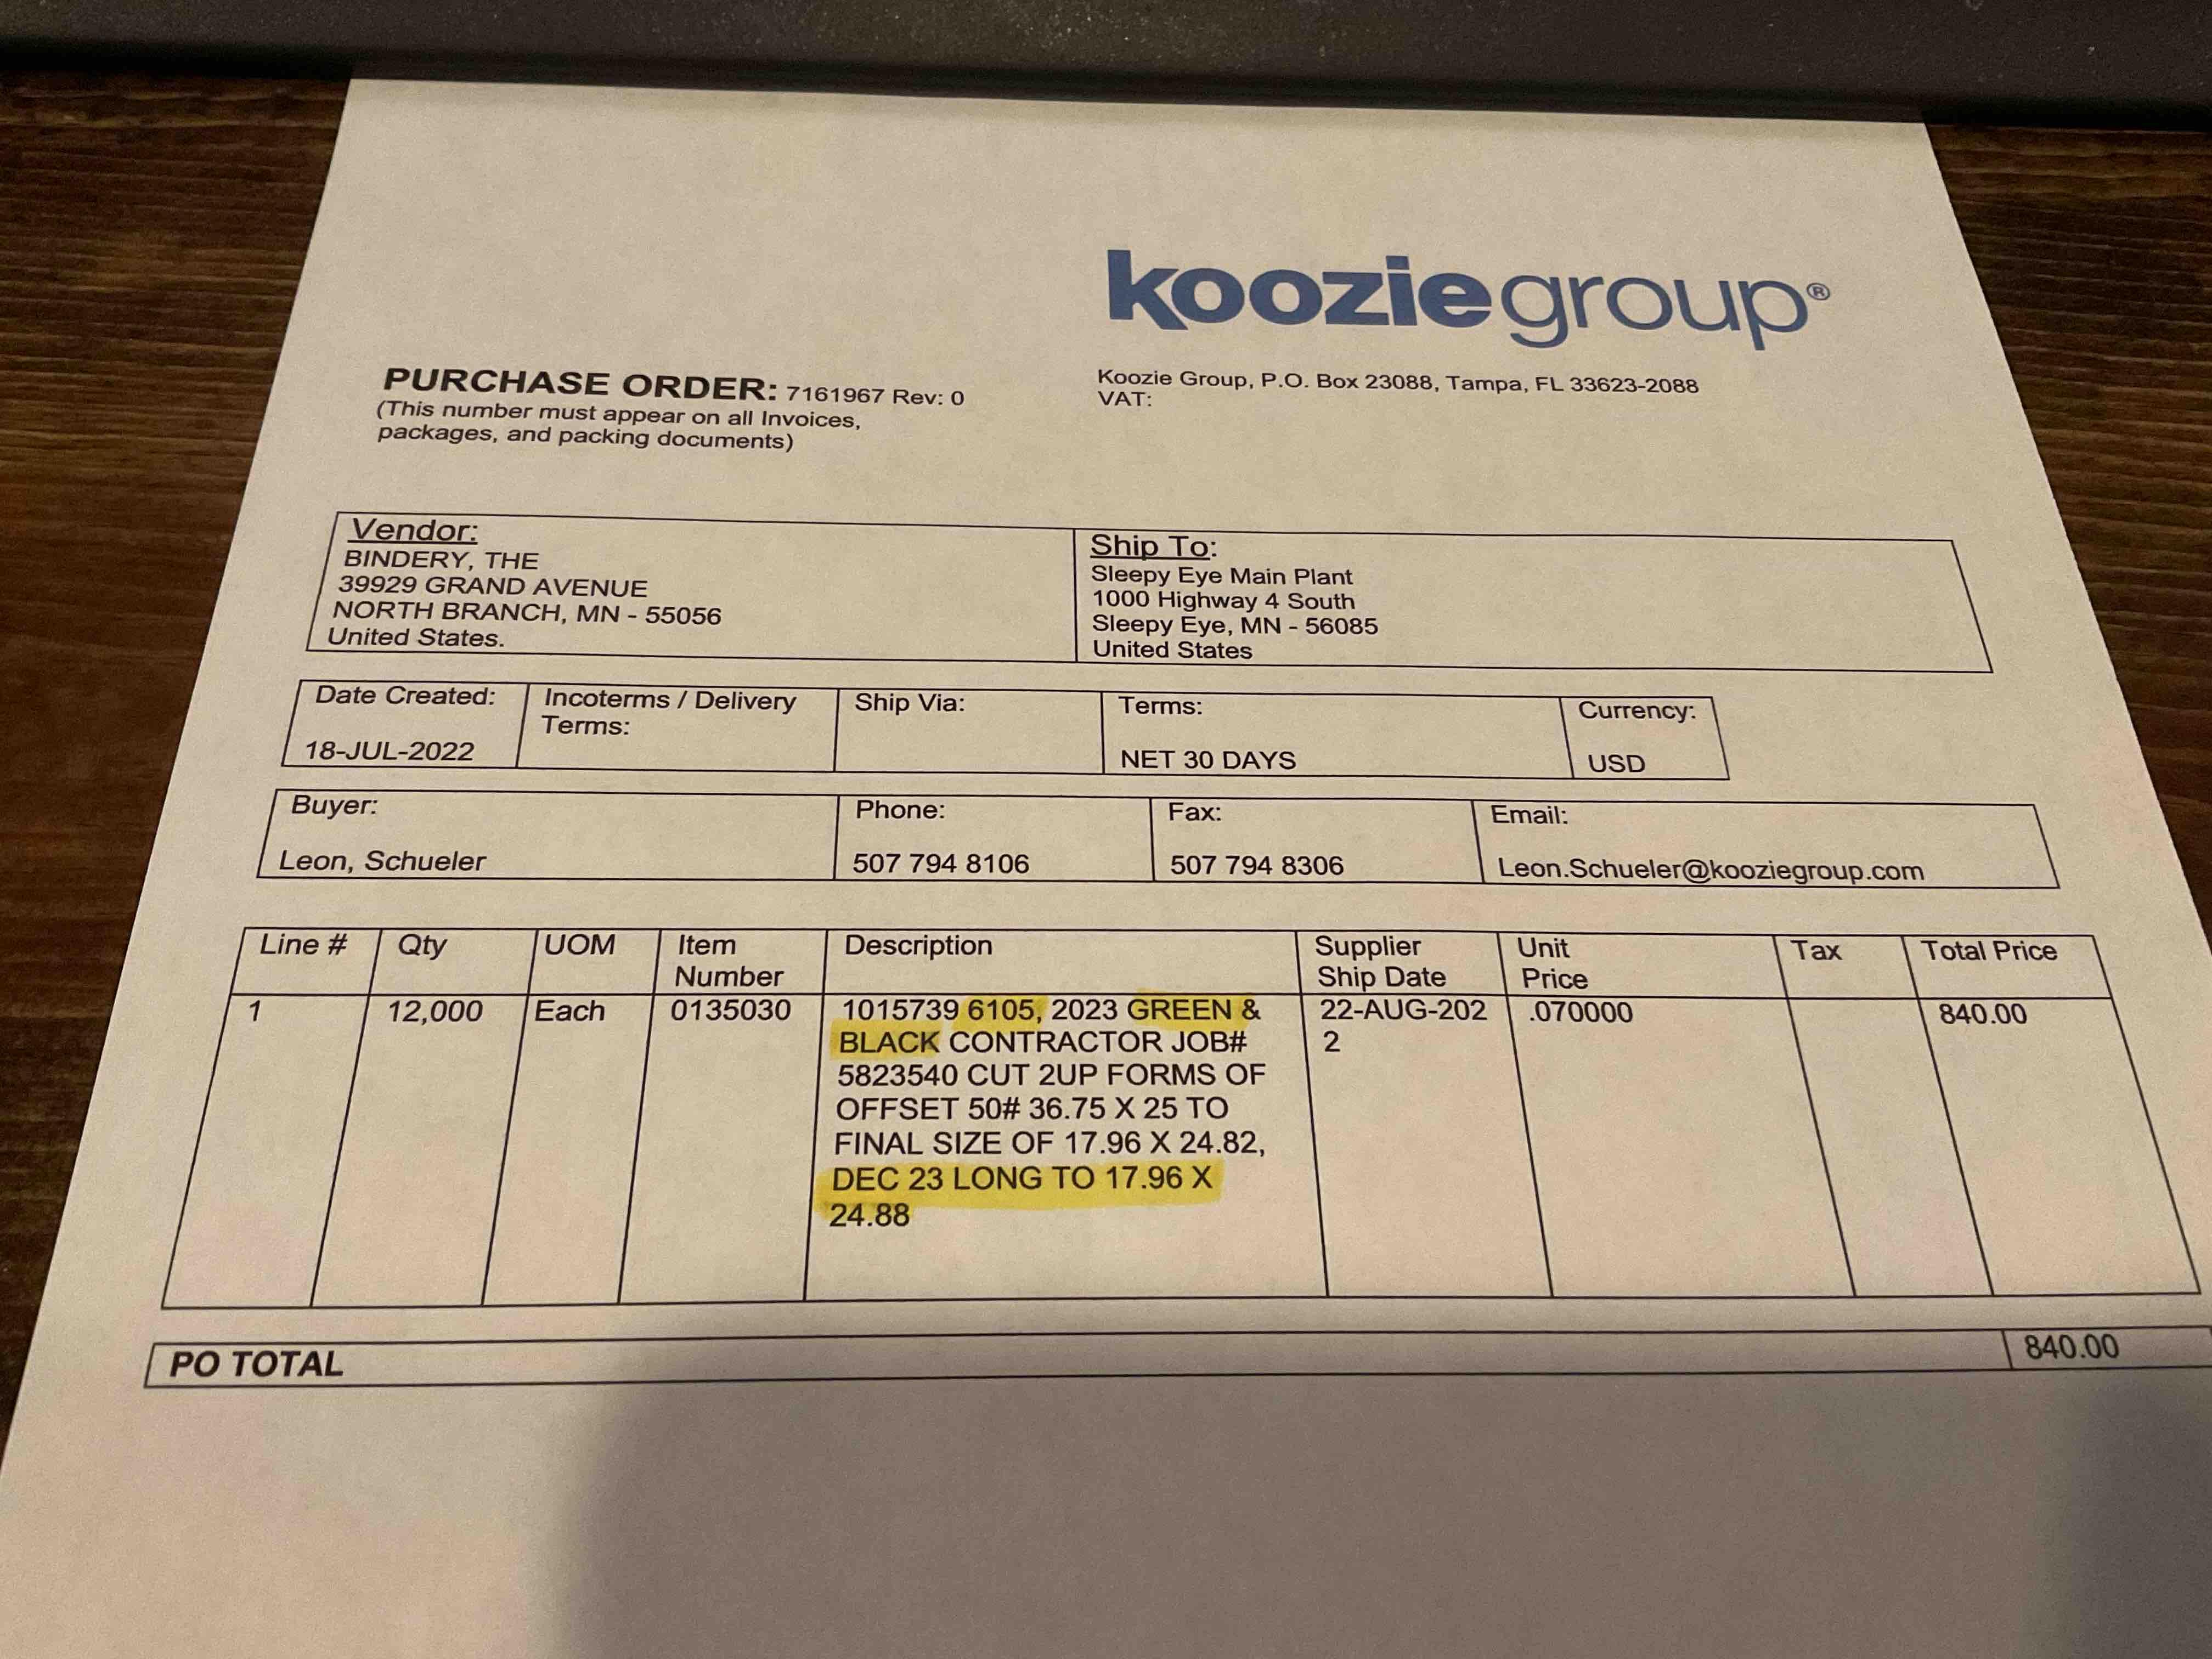 kooziegroup®
PURCHASE ORDER: 7161967 Rev: 0
(This number must appear on all Invoices,
packages, and packing documents)
Koozie Group, P.O. Box 23088, Tampa, FL 33623-2088
VAT:
Vendor:
BINDERY, THE
39929 GRAND AVENUE
NORTH BRANCH, MN - 55056
United States.
Ship To:
Sleepy Eye Main Plant
1000 Highway 4 South
Sleepy Eye, MN - 56085
United States
Date Created:
18-JUL-2022
Incoterms / Delivery
Terms:
Ship Via:
Terms:
NET 30 DAYS
Currency:
USD
Buyer:
Leon, Schueler
Phone:
507 794 8106
Fax:
507 794 8306
Email:
Leon.Schueler@kooziegroup.com
Line #
Qty
UOM
Item
Number
Description
Supplier
Ship Date
Unit
Price
Tax
Total Price
1
12,000
Each
0135030
1015739 6105, 2023 GREEN &
BLACK CONTRACTOR JOB#
5823540 CUT 2UP FORMS OF
OFFSET 50# 36.75 X 25 TO
FINAL SIZE OF 17.96 X 24.82,
DEC 23 LONG TO 17.96 X
24.88
22-AUG-202
2
.070000
840.00
PO TOTAL
840.00